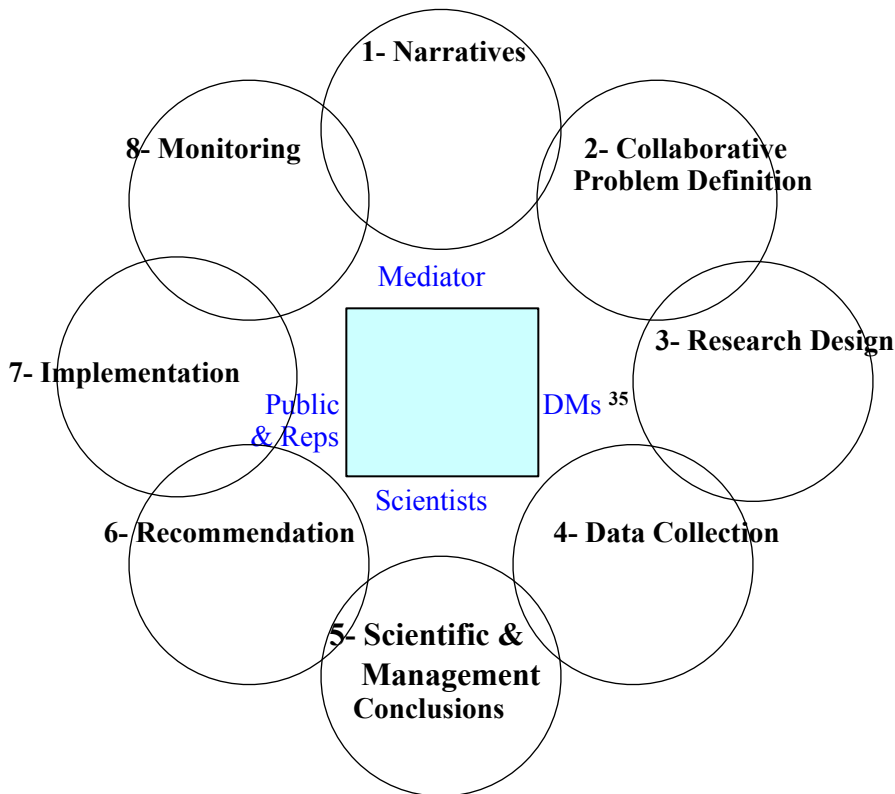 1- Narratives
2- Collaborative
Problem Definition
3- Research Design
4- Data Collection
5- Scientific &
Management
Conclusions
6- Recommendation
7- Implementation
8- Monitoring
Mediator
Public
& Reps
DMs 35
Scientists